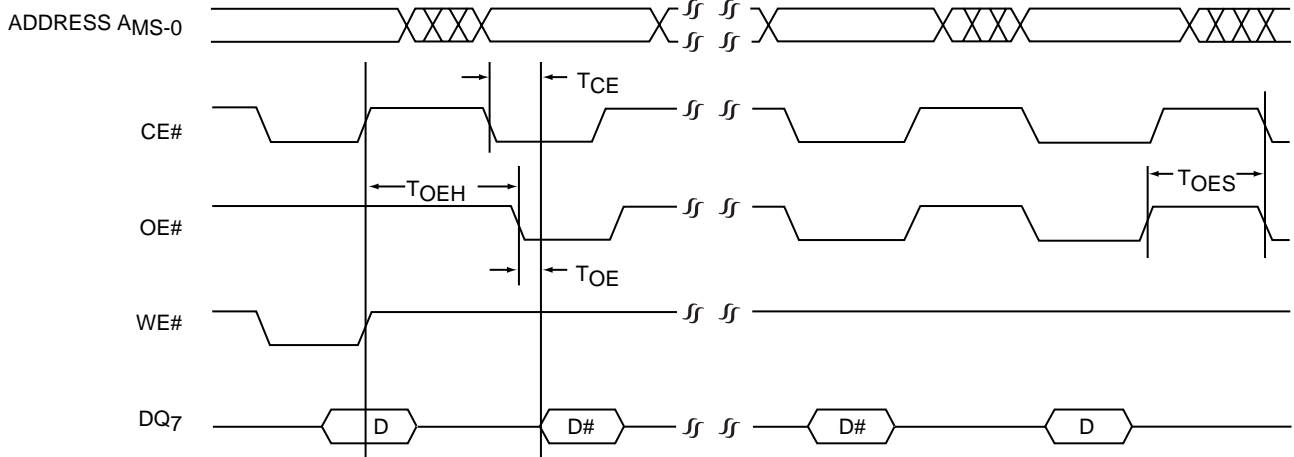 ADDRESS AMS-0
TCE
CE#
TOEH
TOES
OE#
TOE
WE#
DQ7
D
D#
D#
D